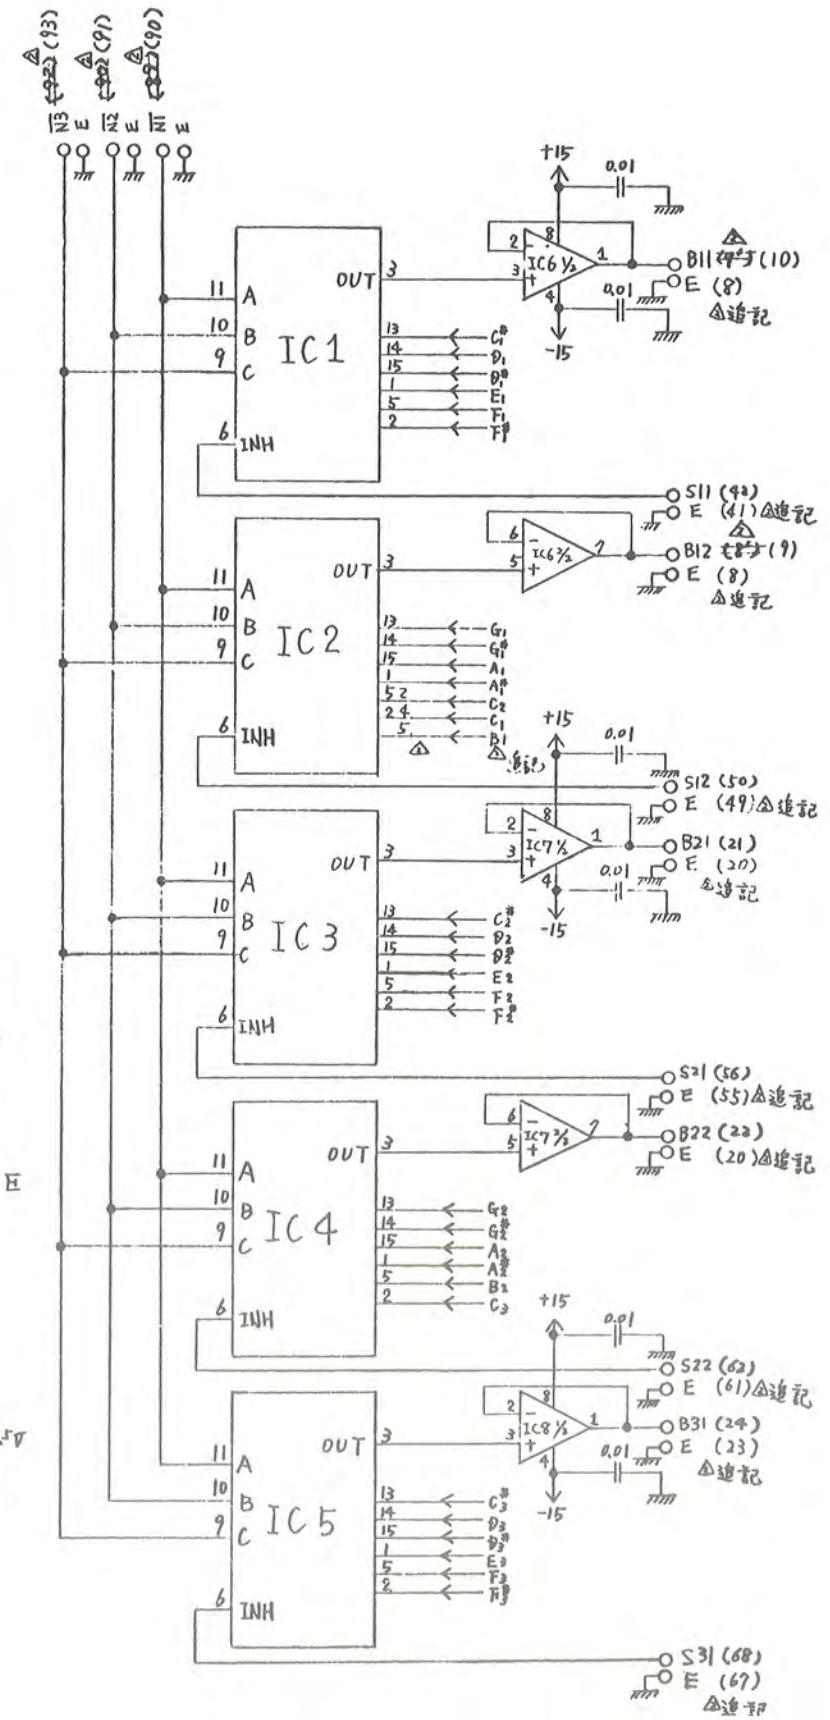 N3 (93)
E
N2 (91)
E
N1 (90)
E
IC1
11 A
10 B
9 C
6 INH
OUT 3
13 C1#
14 D1
15 D1#
1 E1
5 F1
2 F1#
+15
0.01
8
2 −
IC6 1/2
1
3 +
4
0.01
-15
B11 (10)
E (8)
追記
S11 (42)
E (41) 追記
IC2
11 A
10 B
9 C
6 INH
OUT 3
13 G1
14 G1#
15 A1
1 A1#
5 2 C2
2 4 C1
5 B1
6 −
IC6 2/2
7
5 +
B12 (9)
E (8)
追記
S12 (50)
E (49) 追記
IC3
11 A
10 B
9 C
6 INH
OUT 3
13 C2#
14 D2
15 D2#
1 E2
5 F2
2 F2#
+15
0.01
8
2 −
IC7 1/2
1
3 +
4
0.01
-15
B21 (21)
E (20)
追記
S21 (56)
E (55) 追記
IC4
11 A
10 B
9 C
6 INH
OUT 3
13 G2
14 G2#
15 A2
1 A2#
5 B2
2 C3
6 −
IC7 2/2
7
5 +
B22 (22)
E (20) 追記
S22 (62)
E (61) 追記
IC5
11 A
10 B
9 C
6 INH
OUT 3
13 C3#
14 D3
15 D3#
1 E3
5 F3
2 F3#
+15
0.01
8
2 −
IC8 1/2
1
3 +
4
0.01
-15
B31 (24)
E (23)
追記
S31 (68)
E (67)
追記